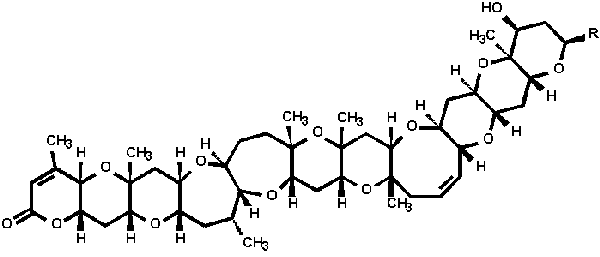 HO
H₃C R
H O O
H
H
CH₃ CH₃ H
O H
O O
CH₃ H
H CH₃ H
O O H
O O
H H CH₃
H
O O O
H H H CH₃